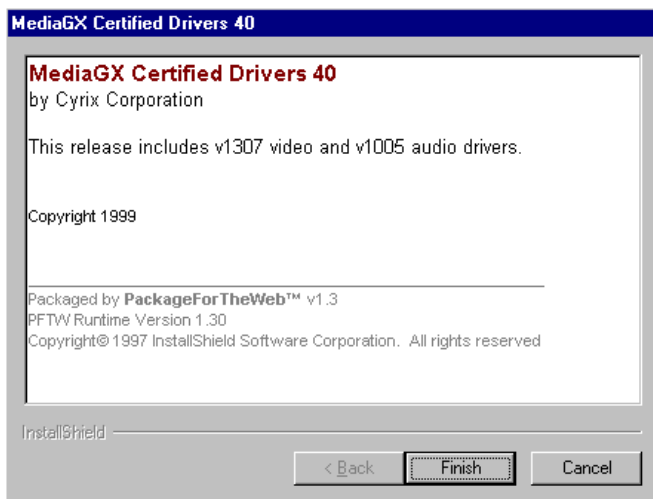 MediaGX Certified Drivers 40
MediaGX Certified Drivers 40
by Cyrix Corporation
This release includes v1307 video and v1005 audio drivers.
Copyright 1999
Packaged by PackageForTheWeb™ v1.3
PFTW Runtime Version 1.30
Copyright© 1997 InstallShield Software Corporation.  All rights reserved
InstallShield
< Back Finish Cancel